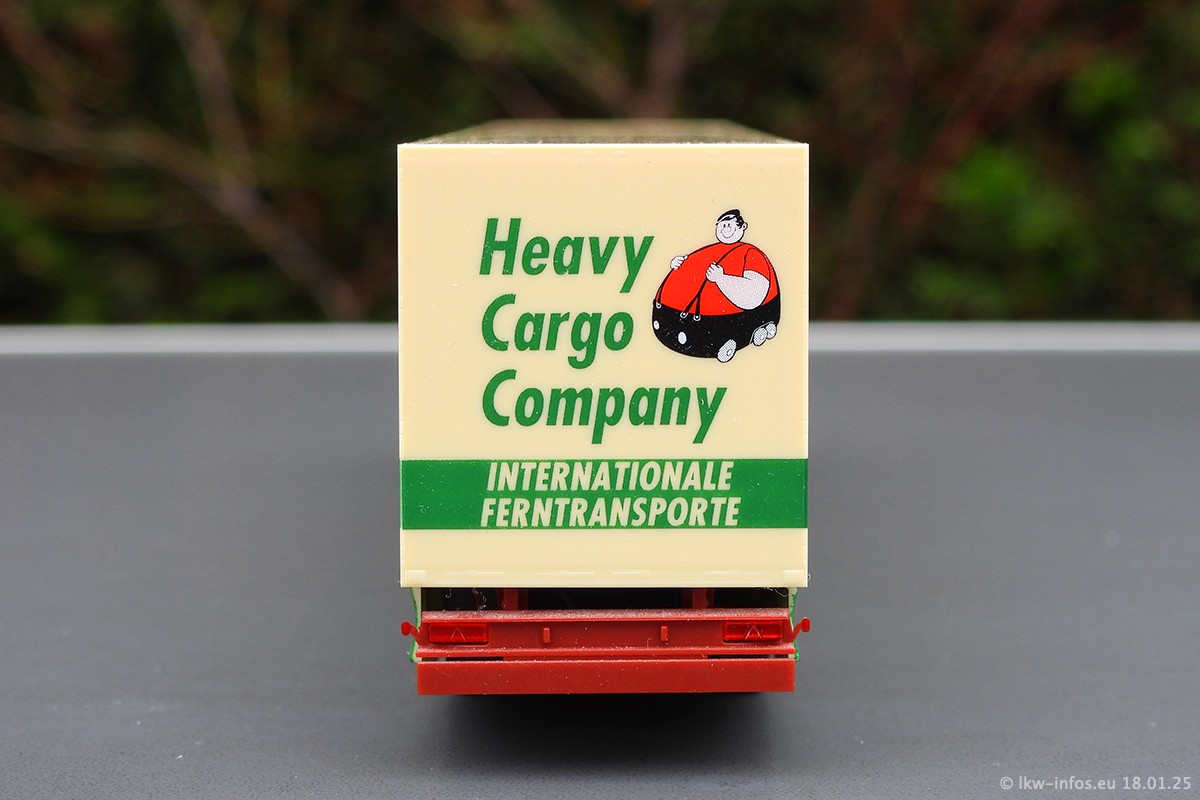 Heavy
Cargo
Company
INTERNATIONALE
FERNTRANSPORTE
© lkw-infos.eu 18.01.25